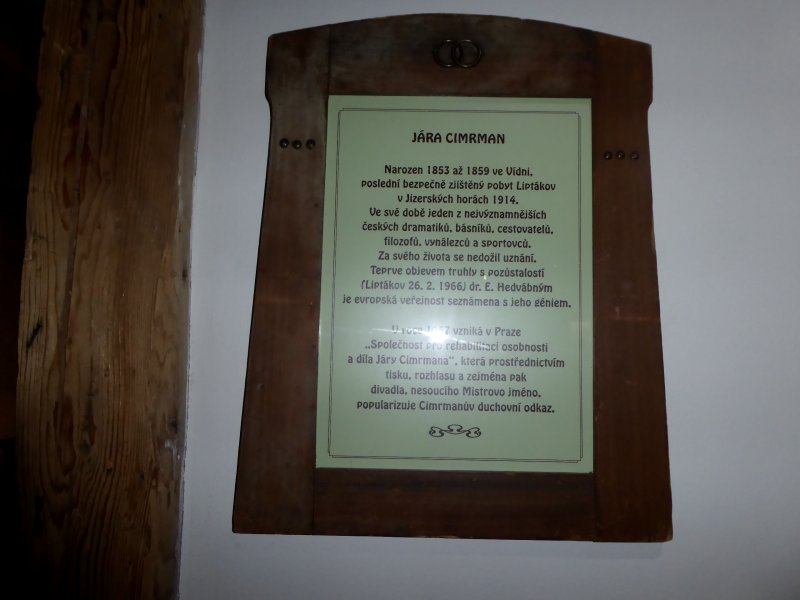 JÁRA CIMRMAN
Narozen 1853 až 1859 ve Vídni,
poslední bezpečně zjištěný pobyt Liptákov
v Jizerských horách 1914.
Ve své době jeden z nejvýznamnějších
českých dramatiků, básníků, cestovatelů,
filozofů, vynálezců a sportovců.
Za svého života se nedožil uznání.
Teprve objevem truhly s pozůstalostí
(Liptákov 26. 2. 1966) dr. E. Hedvábným
je evropská veřejnost seznámena s jeho géniem.
V roce 1967 vzniká v Praze
„Společnost pro rehabilitaci osobnosti
a díla Járy Cimrmana“, která prostřednictvím
tisku, rozhlasu a zejména pak
divadla, nesoucího Mistrovo jméno,
popularizuje Cimrmanův duchovní odkaz.